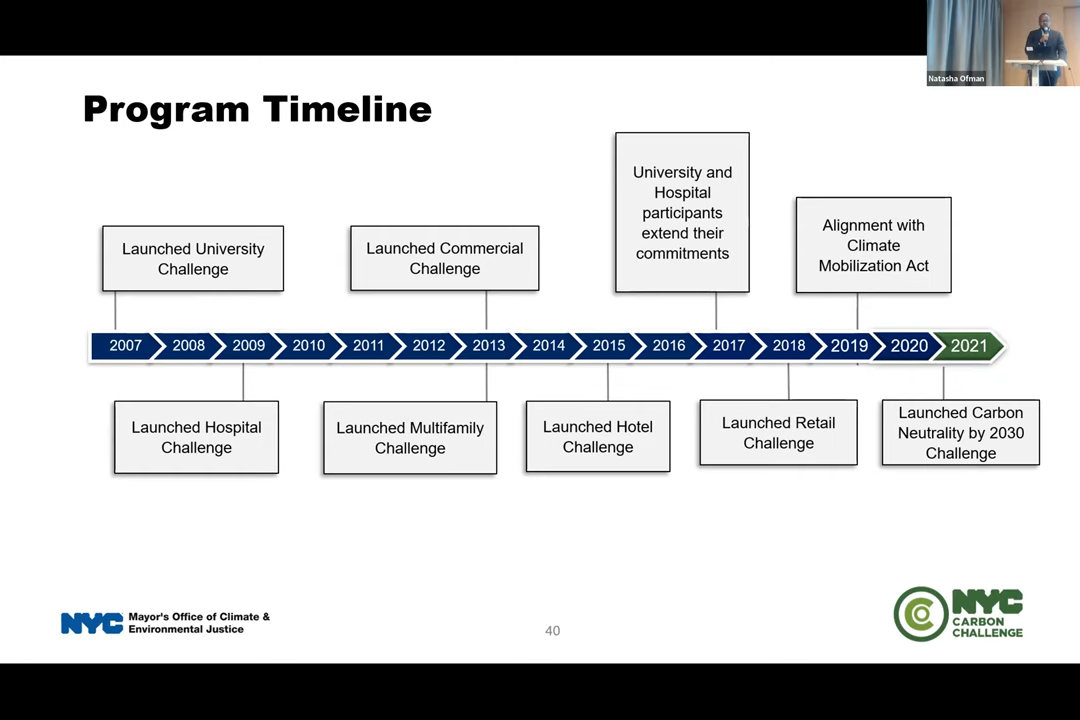 Natasha Ofman
Program Timeline
University and
Hospital
participants
extend their
commitments
Alignment with
Climate
Mobilization Act
Launched University
Challenge
Launched Commercial
Challenge
2007 2008 2009 2010 2011 2012 2013 2014 2015 2016 2017 2018 2019 2020 2021
Launched Hospital
Challenge
Launched Multifamily
Challenge
Launched Hotel
Challenge
Launched Retail
Challenge
Launched Carbon
Neutrality by 2030
Challenge
NYC
Mayor's Office of Climate &
Environmental Justice
40
NYC
CARBON
CHALLENGE